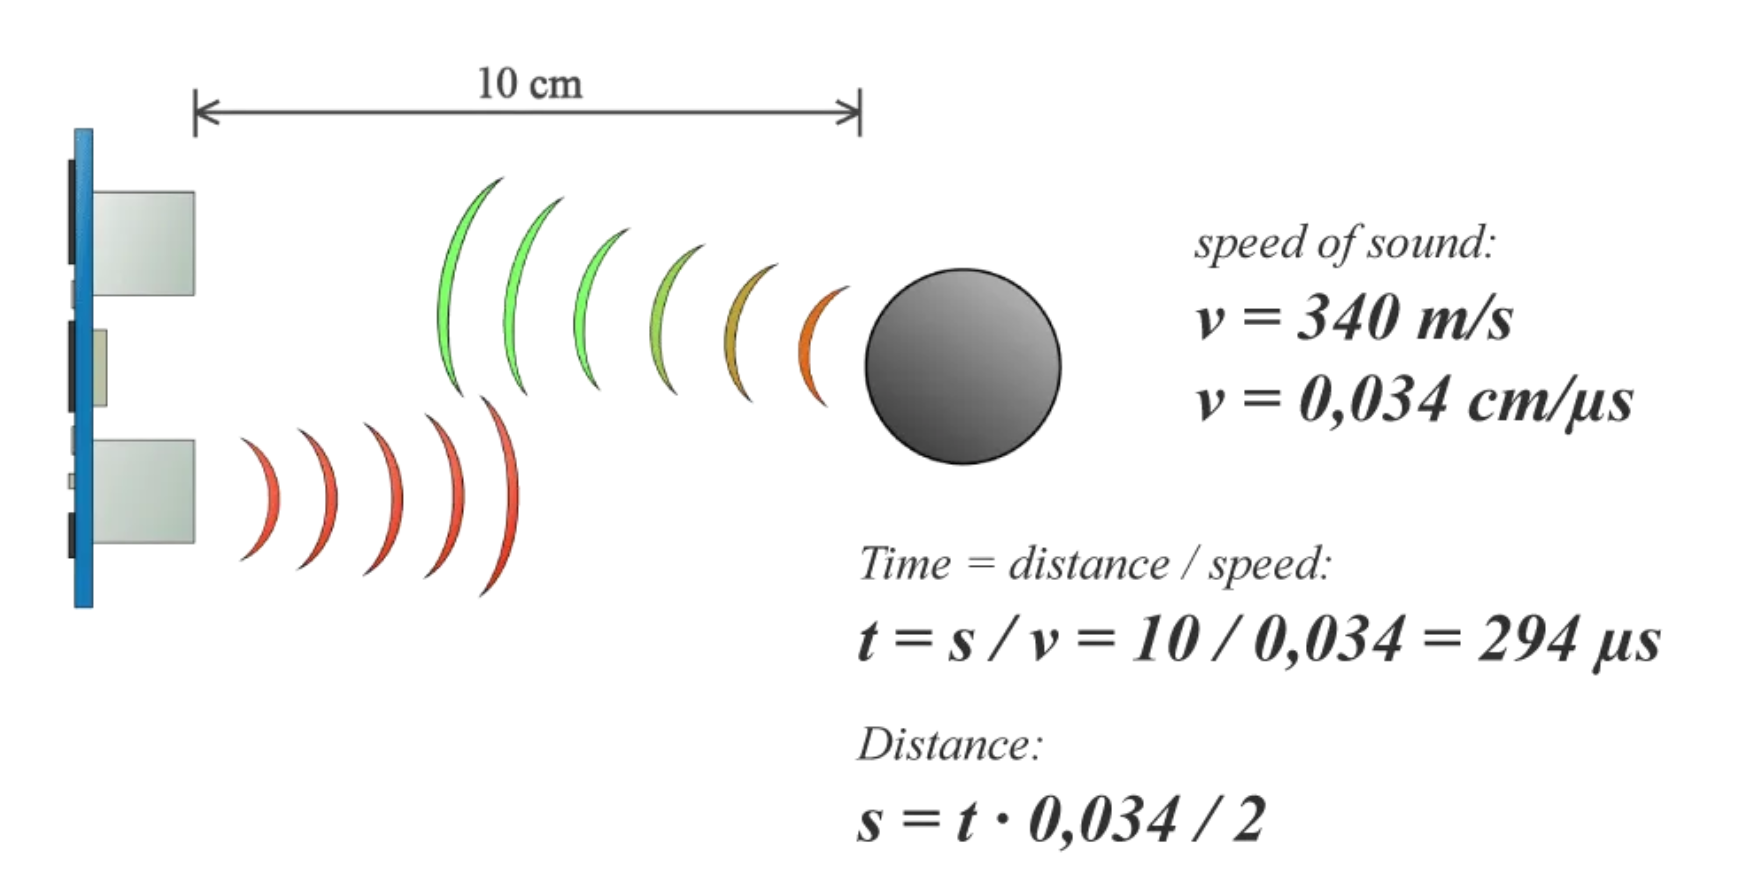 10 cm
speed of sound:
v = 340 m/s
v = 0,034 cm/μs
Time = distance / speed:
t = s / v = 10 / 0,034 = 294 μs
Distance:
s = t · 0,034 / 2